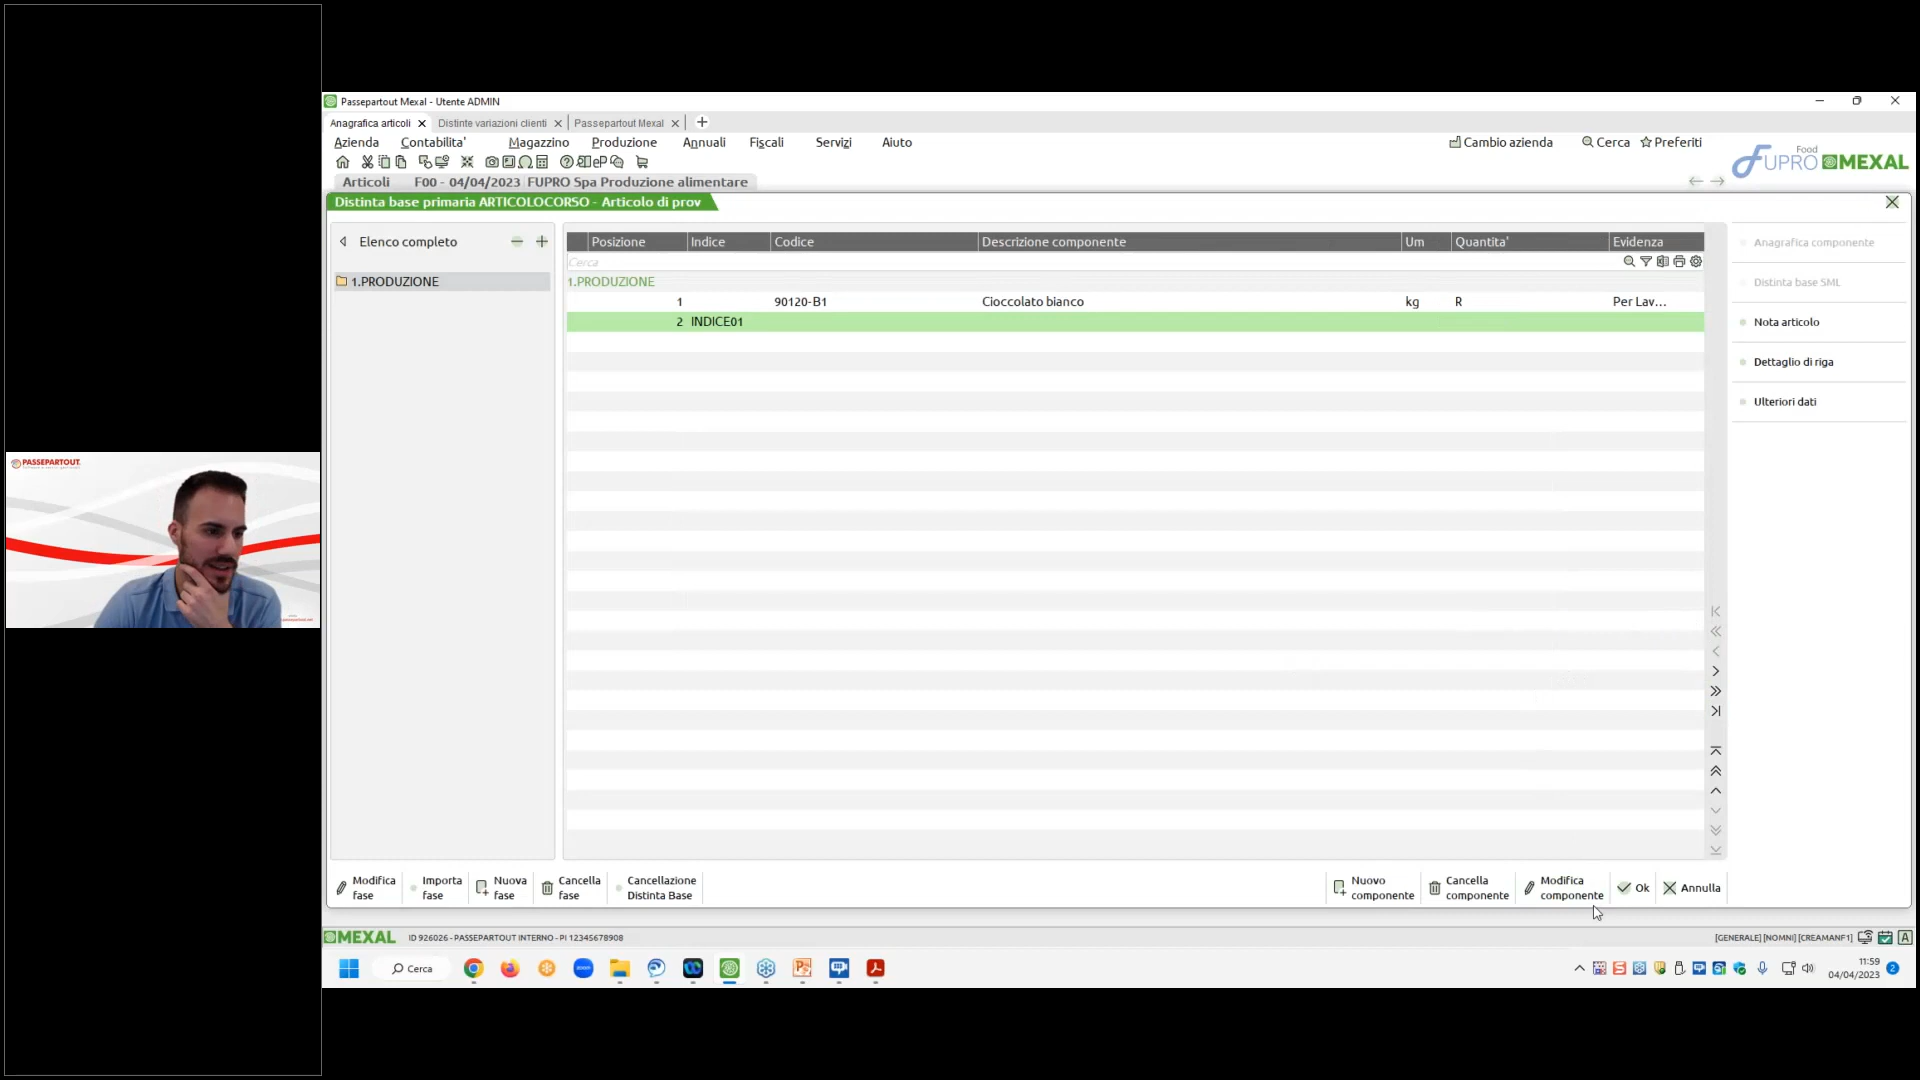 PASSEPARTOUT
Passepartout Mexal - Utente ADMIN
Anagrafica articoli
Distinte variazioni clienti
Passepartout Mexal
Azienda Contabilita' Magazzino Produzione Annuali Fiscali Servizi Aiuto
Cambio azienda Cerca Preferiti
Food
FUPRO MEXAL
Articoli F00 - 04/04/2023 FUPRO Spa Produzione alimentare
Distinta base primaria ARTICOLOCORSO - Articolo di prov
Elenco completo
1.PRODUZIONE
Posizione Indice Codice Descrizione componente Um Quantita' Evidenza
Cerca
1.PRODUZIONE
1 90120-B1 Cioccolato bianco kg R Per Lav...
2 INDICE01
Anagrafica componente
Distinta base SML
Nota articolo
Dettaglio di riga
Ulteriori dati
Modifica fase
Importa fase
Nuova fase
Cancella fase
Cancellazione Distinta Base
Nuovo componente
Cancella componente
Modifica componente
Ok
Annulla
MEXAL ID 926026 - PASSEPARTOUT INTERNO - PI 12345678908
[GENERALE] [NOMNI] [CREAMANF1]
A
Cerca
11:59
04/04/2023
2